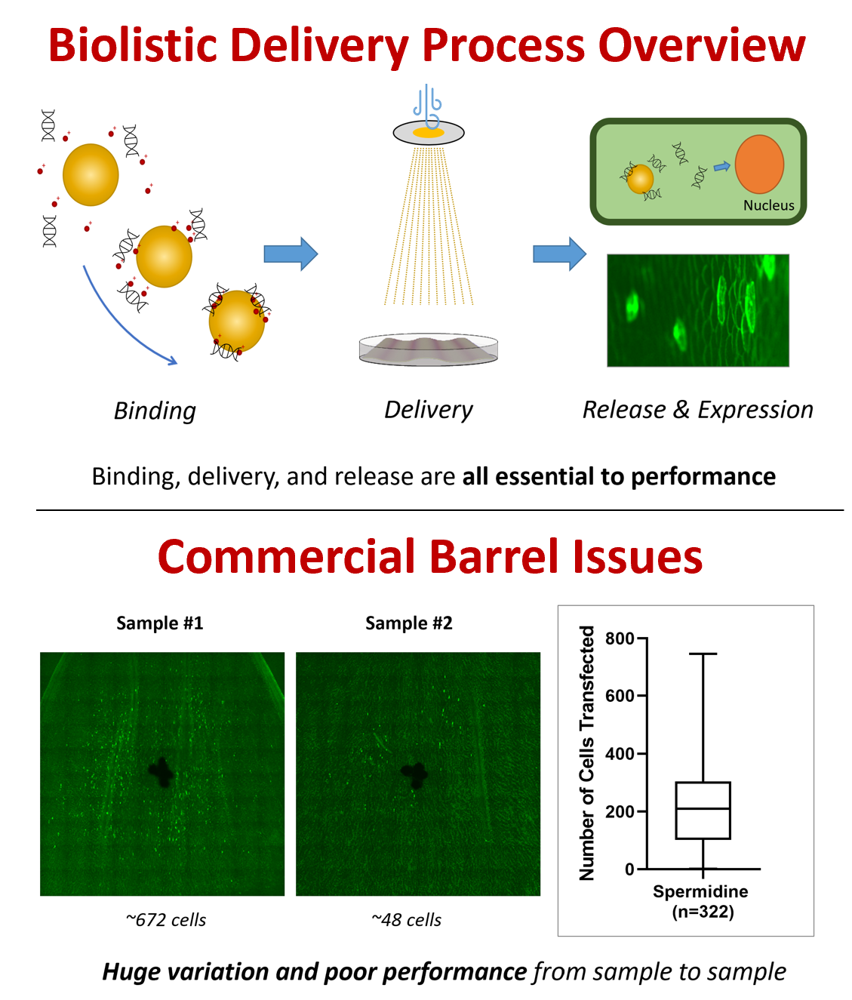 Biolistic Delivery Process Overview
Nucleus
Binding
Delivery
Release & Expression
Binding, delivery, and release are all essential to performance
Commercial Barrel Issues
Sample #1
Sample #2
~672 cells
~48 cells
Number of Cells Transfected
800
600
400
200
0
Spermidine
(n=322)
Huge variation and poor performance from sample to sample